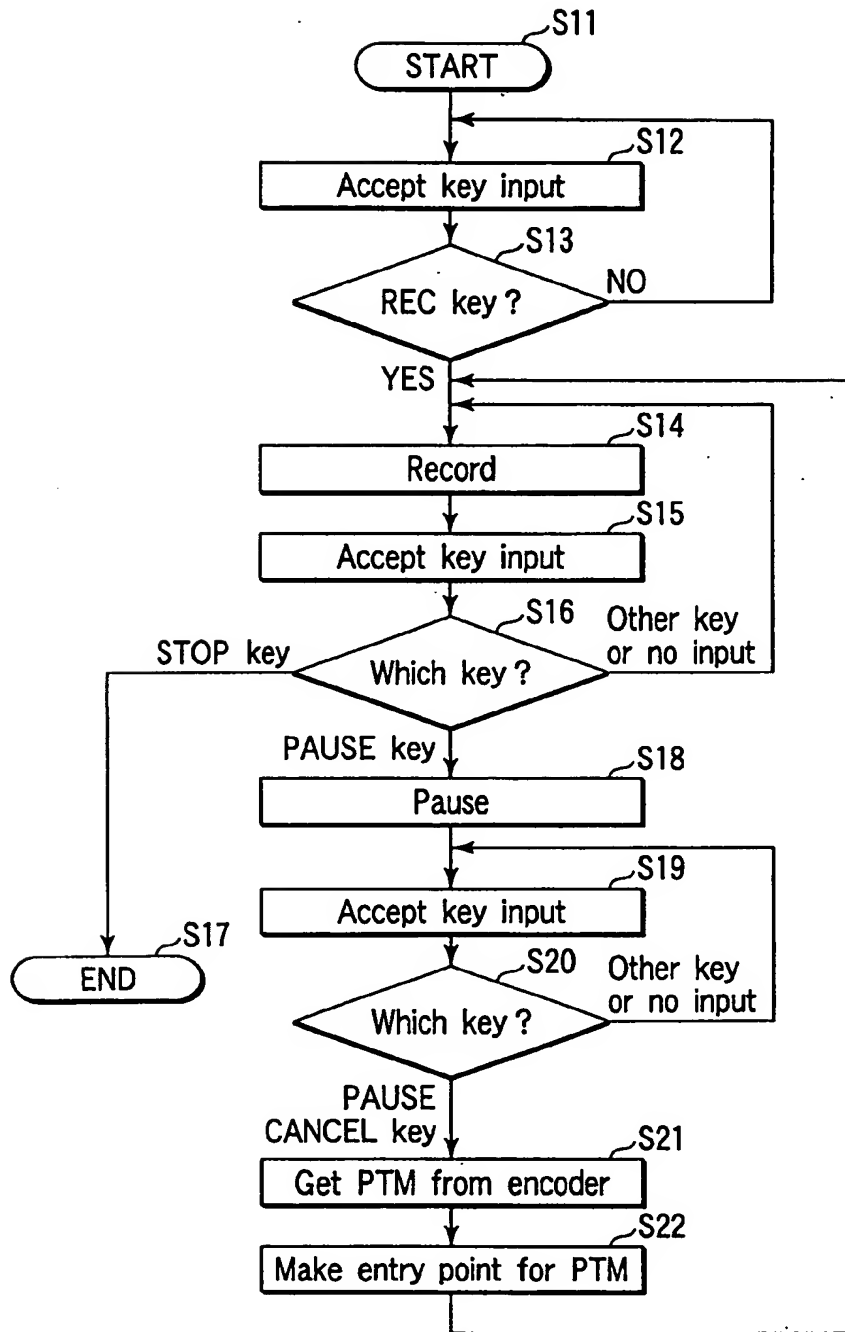 S11
START
S12
Accept key input
S13
REC key?
NO
YES
S14
Record
S15
Accept key input
S16
Other key
or no input
STOP key
Which key?
PAUSE key
S18
Pause
S19
Accept key input
S17
END
S20
Other key
or no input
Which key?
PAUSE
CANCEL key
S21
Get PTM from encoder
S22
Make entry point for PTM